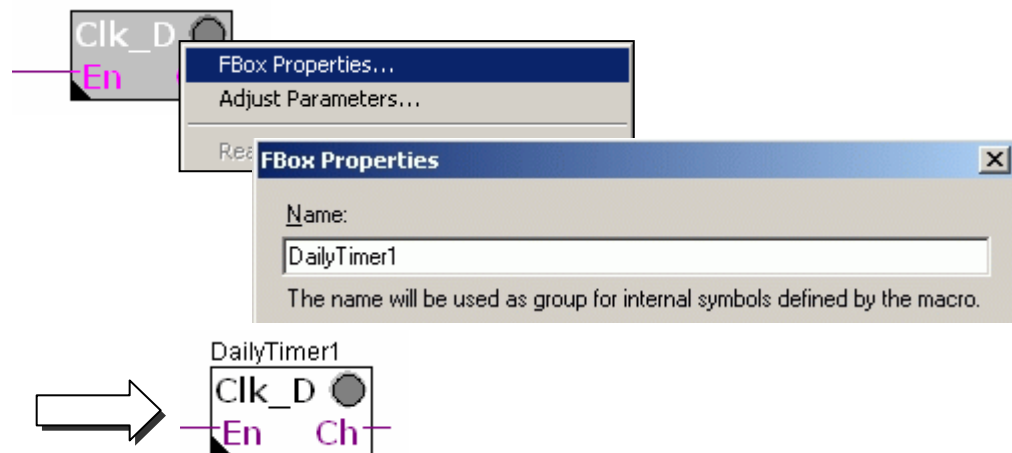 Clk_D
En
FBox Properties...
Adjust Parameters...
FBox Properties
Name:
DailyTimer1
The name will be used as group for internal symbols defined by the macro.
DailyTimer1
Clk_D
En Ch